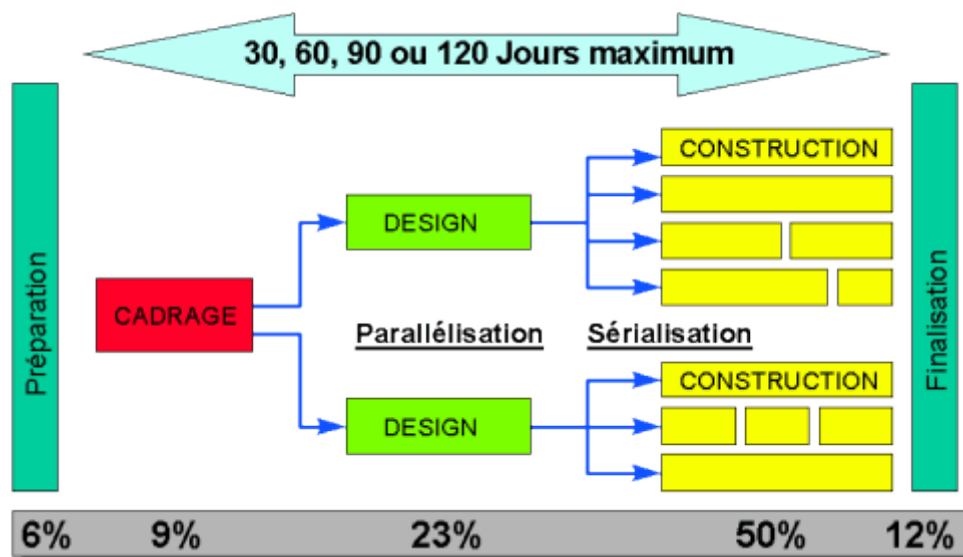 30, 60, 90 ou 120 Jours maximum
Préparation
CADRAGE
DESIGN
CONSTRUCTION
Parallélisation
Sérialisation
DESIGN
CONSTRUCTION
Finalisation
6% 9% 23% 50% 12%